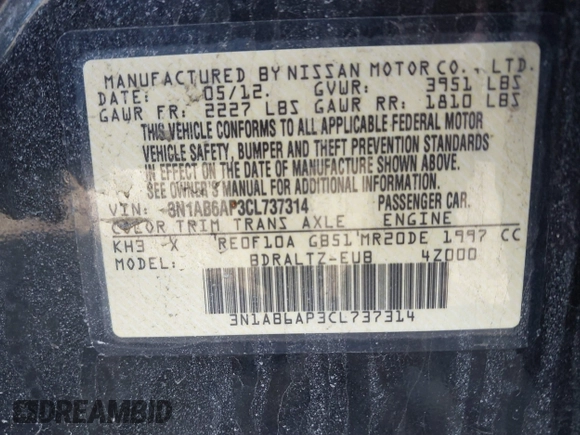 MANUFACTURED BY NISSAN MOTOR CO., LTD.
DATE: 05/12. GVWR: 3951 LBS
GAWR FR: 2227 LBS GAWR RR: 1810 LBS
THIS VEHICLE CONFORMS TO ALL APPLICABLE FEDERAL MOTOR
VEHICLE SAFETY, BUMPER AND THEFT PREVENTION STANDARDS
IN EFFECT ON THE DATE OF MANUFACTURE SHOWN ABOVE.
SEE OWNER'S MANUAL FOR ADDITIONAL INFORMATION.
VIN: 3N1AB6AP3CL737314 PASSENGER CAR.
COLOR TRIM TRANS AXLE ENGINE
KH3 X RE0F10A GB51 MR20DE 1997 CC
MODEL: BDRALTZ-EUB 4Z000
3N1AB6AP3CL737314
DREAMBID